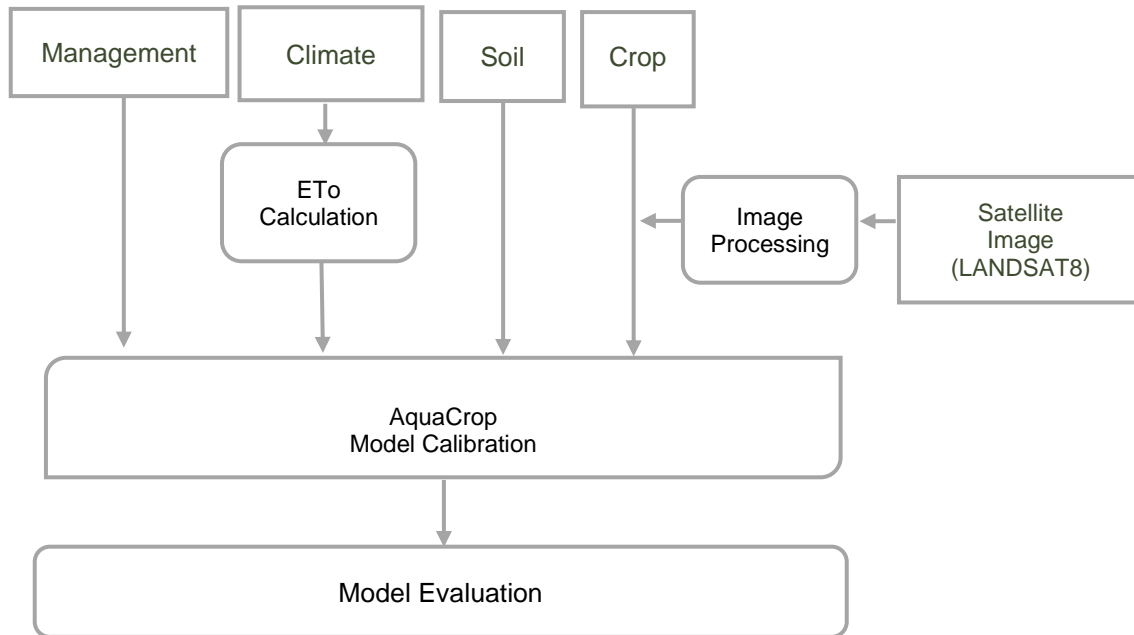 Management
Climate
Soil
Crop
ETo
Calculation
Image
Processing
Satellite
Image
(LANDSAT8)
AquaCrop
Model Calibration
Model Evaluation